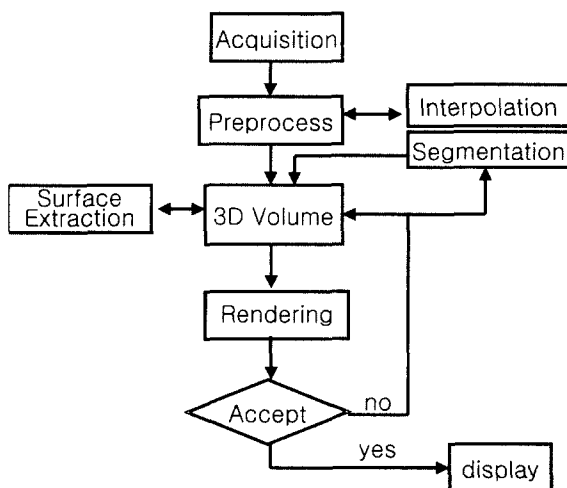 Acquisition
Preprocess
Interpolation
Segmentation
Surface
Extraction
3D Volume
Rendering
Accept
no
yes
display